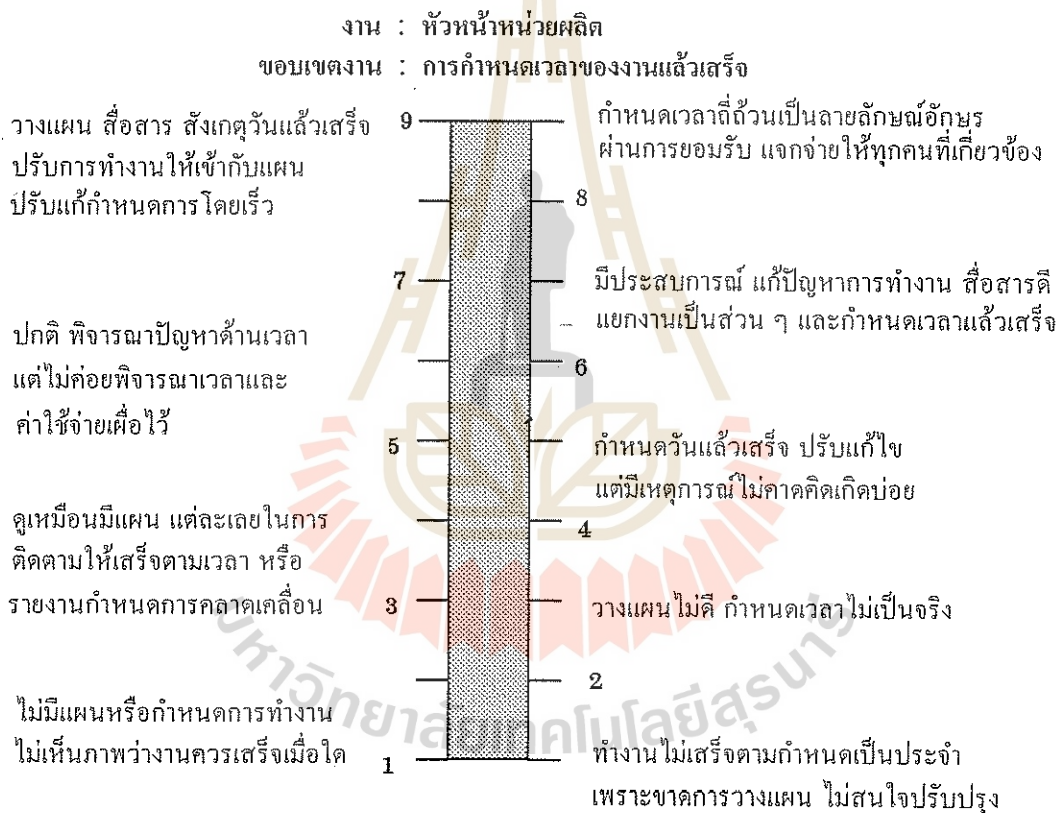 งาน : หัวหน้าหน่วยผลิต
ขอบเขตงาน : การกำหนดเวลาของงานแล้วเสร็จ
วางแผน สื่อสาร สังเกตุวันแล้วเสร็จ
ปรับการทำงานให้เข้ากับแผน
ปรับแก้กำหนดการโดยเร็ว
9
กำหนดเวลาถี่ถ้วนเป็นลายลักษณ์อักษร
ผ่านการยอมรับ แจกจ่ายให้ทุกคนที่เกี่ยวข้อง
8
7
มีประสบการณ์ แก้ปัญหาการทำงาน สื่อสารดี
แยกงานเป็นส่วน ๆ และกำหนดเวลาแล้วเสร็จ
ปกติ พิจารณาปัญหาด้านเวลา
แต่ไม่ค่อยพิจารณาเวลาและ
ค่าใช้จ่ายเผื่อไว้
6
5
กำหนดวันแล้วเสร็จ ปรับแก้ไข
แต่มีเหตุการณ์ไม่คาดคิดเกิดบ่อย
ดูเหมือนมีแผน แต่ละเลยในการ
ติดตามให้เสร็จตามเวลา หรือ
รายงานกำหนดการคลาดเคลื่อน
4
3
วางแผนไม่ดี กำหนดเวลาไม่เป็นจริง
2
ไม่มีแผนหรือกำหนดการทำงาน
ไม่เห็นภาพว่างานควรเสร็จเมื่อใด
1
ทำงานไม่เสร็จตามกำหนดเป็นประจำ
เพราะขาดการวางแผน ไม่สนใจปรับปรุง
มหาวิทยาลัยเทคโนโลยีสุรนารี